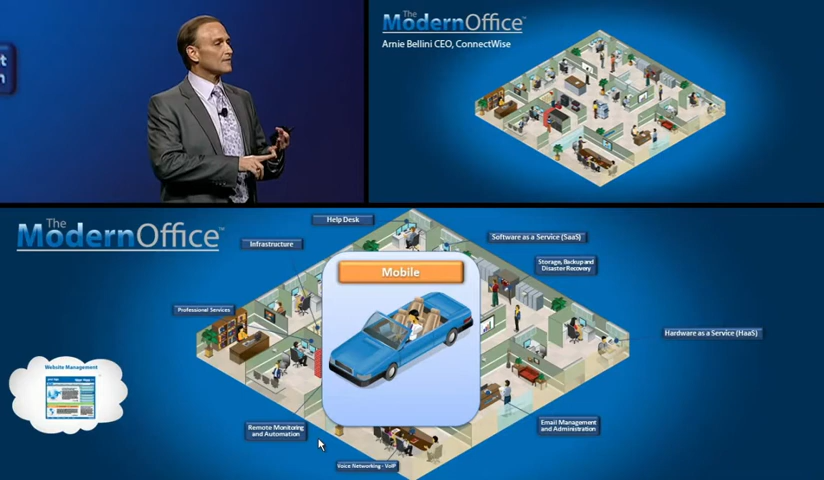 t
n
The
ModernOffice™
Arnie Bellini CEO, ConnectWise
The
ModernOffice™
Help Desk
Infrastructure
Software as a Service (SaaS)
Storage, Backup and
Disaster Recovery
Mobile
Professional Services
Hardware as a Service (HaaS)
Website Management
Remote Monitoring
and Automation
Email Management
and Administration
Voice Networking - VoIP